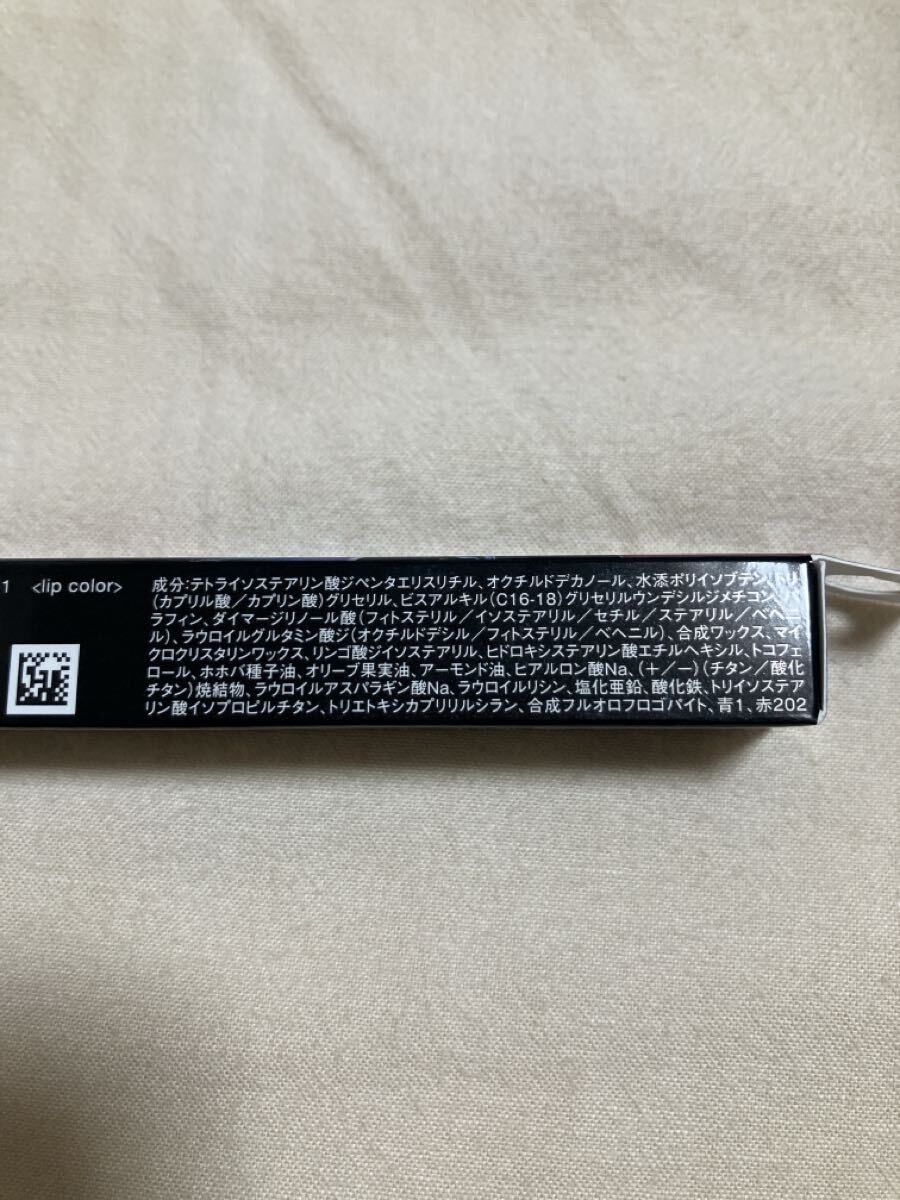 1 <lip color>
成分:テトライソステアリン酸ジペンタエリスリチル、オクチルドデカノール、水添ポリイソブテン、トリ
(カプリル酸/カプリン酸)グリセリル、ビスアルキル(C16-18)グリセリルウンデシルジメチコン、パ
ラフィン、ダイマージリノール酸(フィトステリル/イソステアリル/セチル/ステアリル/ベヘニ
ル)、ラウロイルグルタミン酸ジ(オクチルドデシル/フィトステリル/ベヘニル)、合成ワックス、マイ
クロクリスタリンワックス、リンゴ酸ジイソステアリル、ヒドロキシステアリン酸エチルヘキシル、トコフェ
ロール、ホホバ種子油、オリーブ果実油、アーモンド油、ヒアルロン酸Na、(+/−)(チタン/酸化
チタン)焼結物、ラウロイルアスパラギン酸Na、ラウロイルリシン、塩化亜鉛、酸化鉄、トリイソステア
リン酸イソプロピルチタン、トリエトキシカプリリルシラン、合成フルオロフロゴパイト、青1、赤202